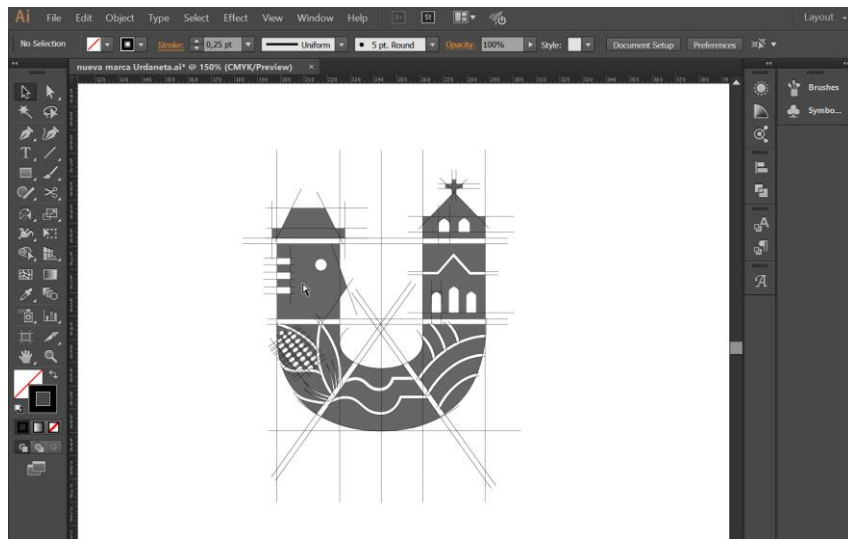 Ai File Edit Object Type Select Effect View Window Help Br St Layout
No Selection Stroke: 0,25 pt Uniform 5 pt. Round Opacity: 100% Style: Document Setup Preferences
nueva marca Urdaneta.ai* @ 150% (CMYK/Preview) ×
Brushes
Symbo...